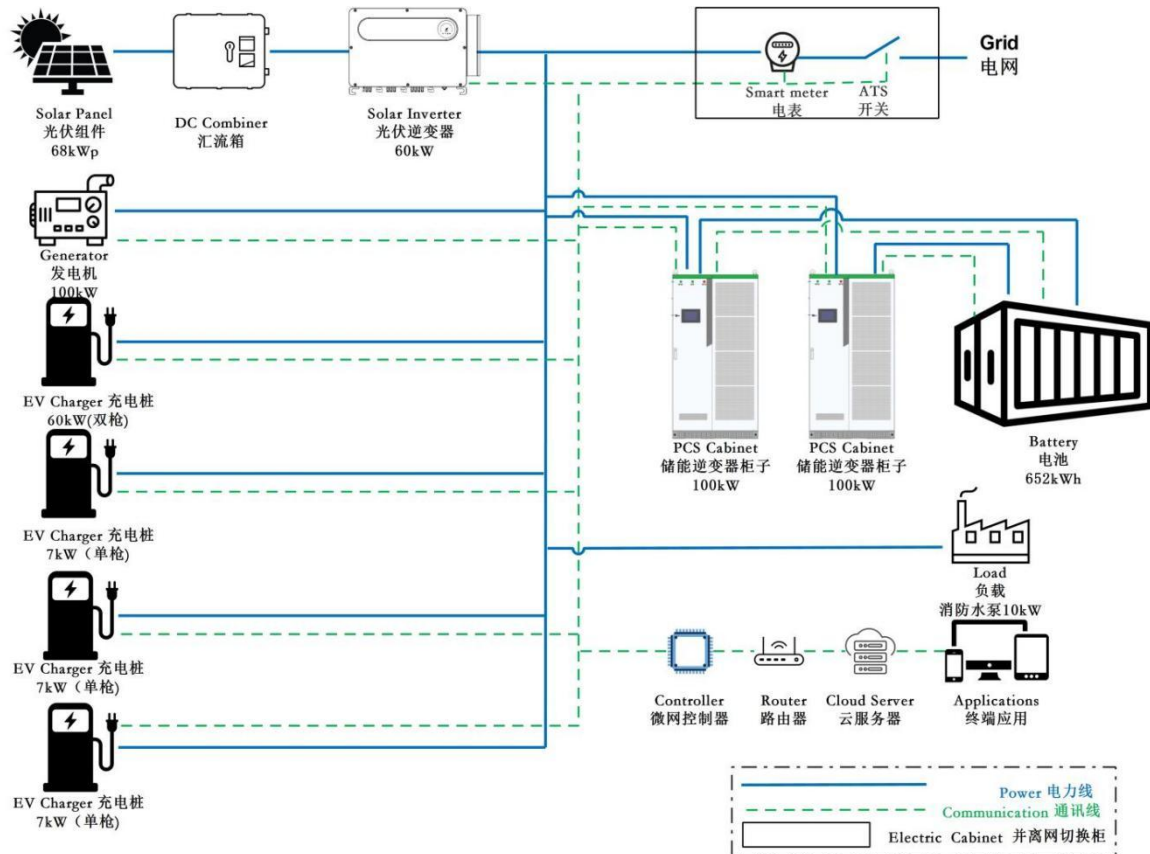 Grid
电网
Smart meter
电表
ATS
开关
Solar Panel
光伏组件
68kWp
DC Combiner
汇流箱
Solar Inverter
光伏逆变器
60kW
Generator
发电机
100kW
EV Charger 充电桩
60kW(双枪)
EV Charger 充电桩
7kW（单枪)
EV Charger 充电桩
7kW（单枪)
EV Charger 充电桩
7kW（单枪)
PCS Cabinet
储能逆变器柜子
100kW
PCS Cabinet
储能逆变器柜子
100kW
Battery
电池
652kWh
Load
负载
消防水泵10kW
Controller
微网控制器
Router
路由器
Cloud Server
云服务器
Applications
终端应用
Power 电力线
Communication 通讯线
Electric Cabinet 并离网切换柜